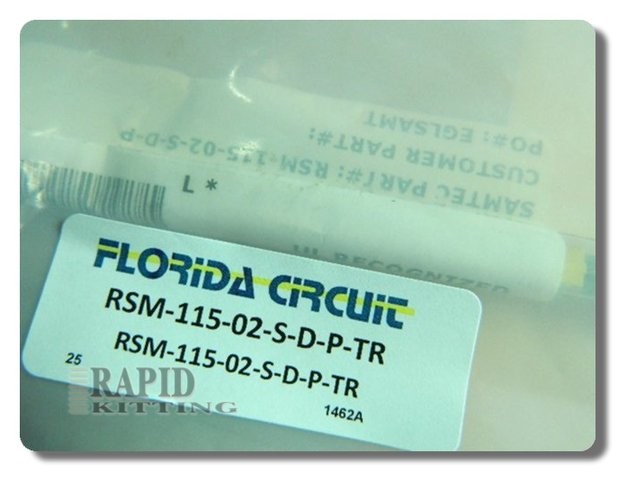 PO#: EGLSAMT
CUSTOMER PART#:
SAMTEC PART#: RSM-115-02-S-D-P
L *
UL RECOGNIZED
FLORIDA CIRCUIT
RSM-115-02-S-D-P-TR
RSM-115-02-S-D-P-TR
25
1462A
RAPID
KITTING